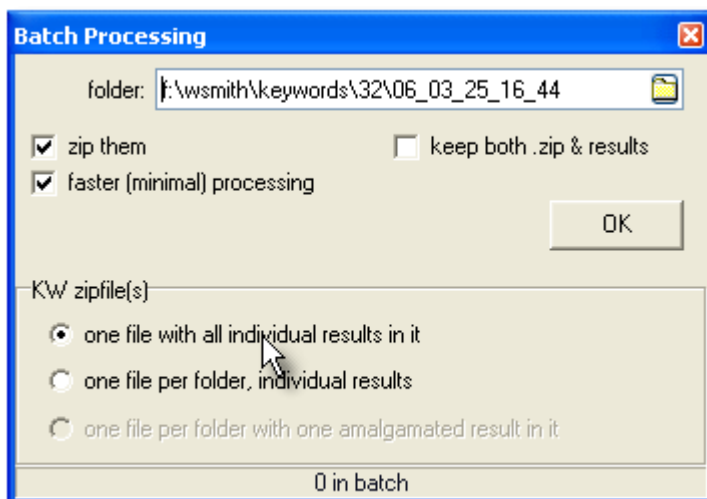 Batch Processing
folder: f:\wsmith\keywords\32\06_03_25_16_44
zip them
keep both .zip & results
faster (minimal) processing
OK
KW zipfile(s)
one file with all individual results in it
one file per folder, individual results
one file per folder with one amalgamated result in it
0 in batch